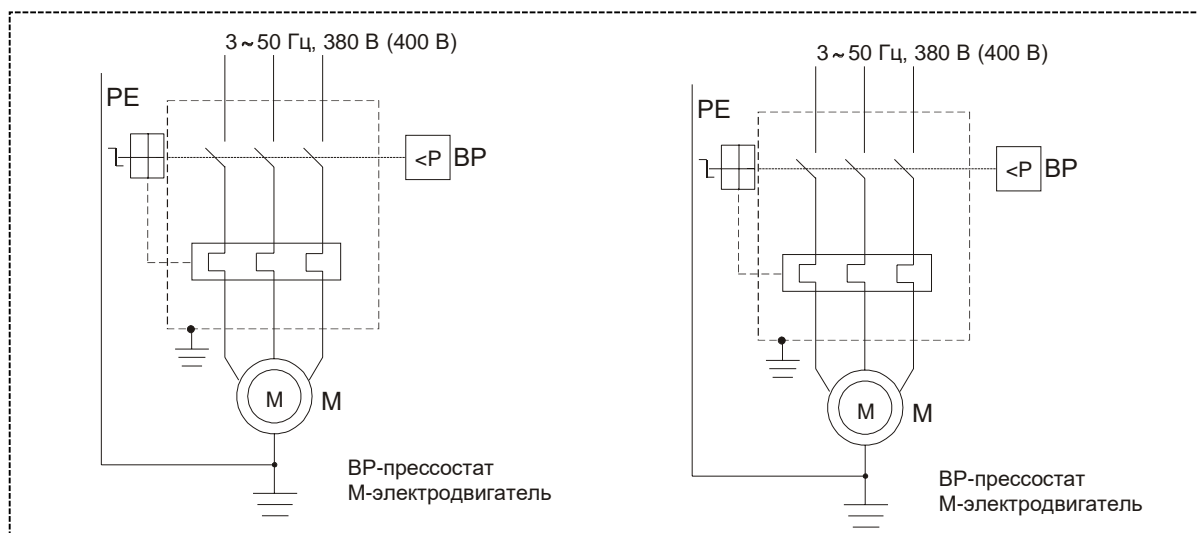 3~50 Гц, 380 В (400 В)
PE
<P BP
M M
BP-прессостат
М-электродвигатель
3~50 Гц, 380 В (400 В)
PE
<P BP
M M
BP-прессостат
М-электродвигатель